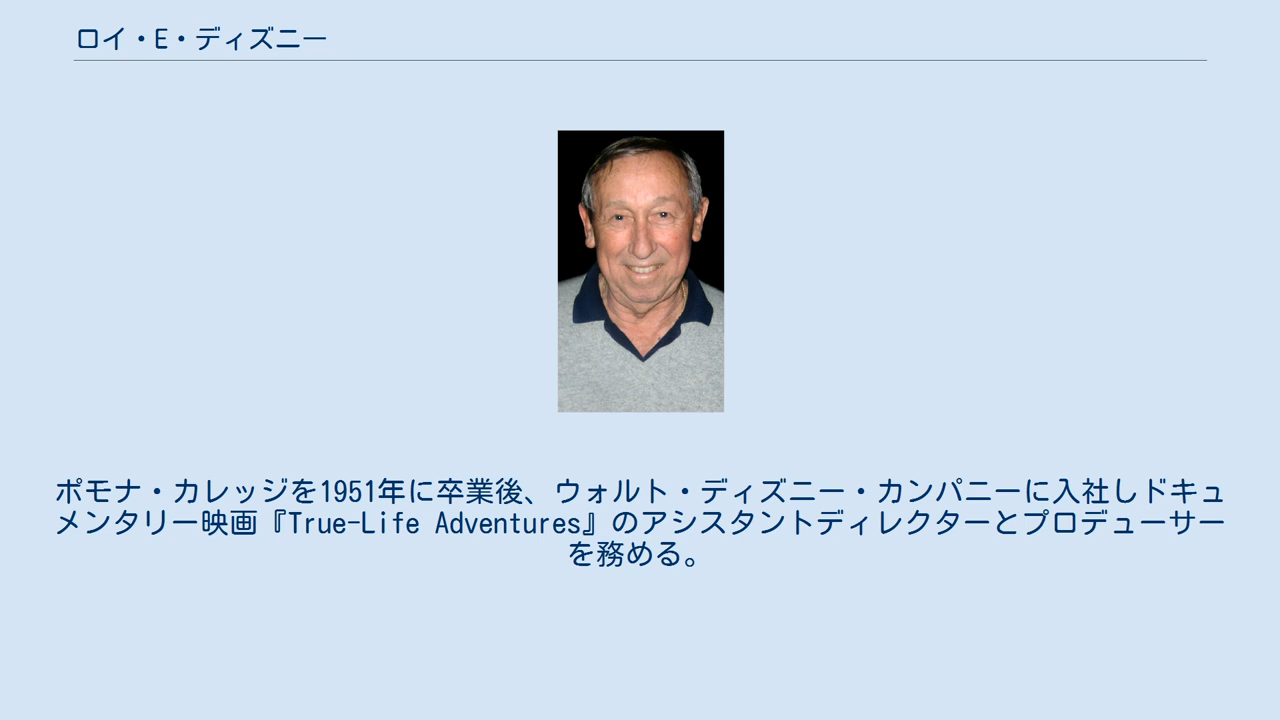 ロイ・E・ディズニー
ポモナ・カレッジを1951年に卒業後、ウォルト・ディズニー・カンパニーに入社しドキュ
メンタリー映画『True-Life Adventures』のアシスタントディレクターとプロデューサー
を務める。